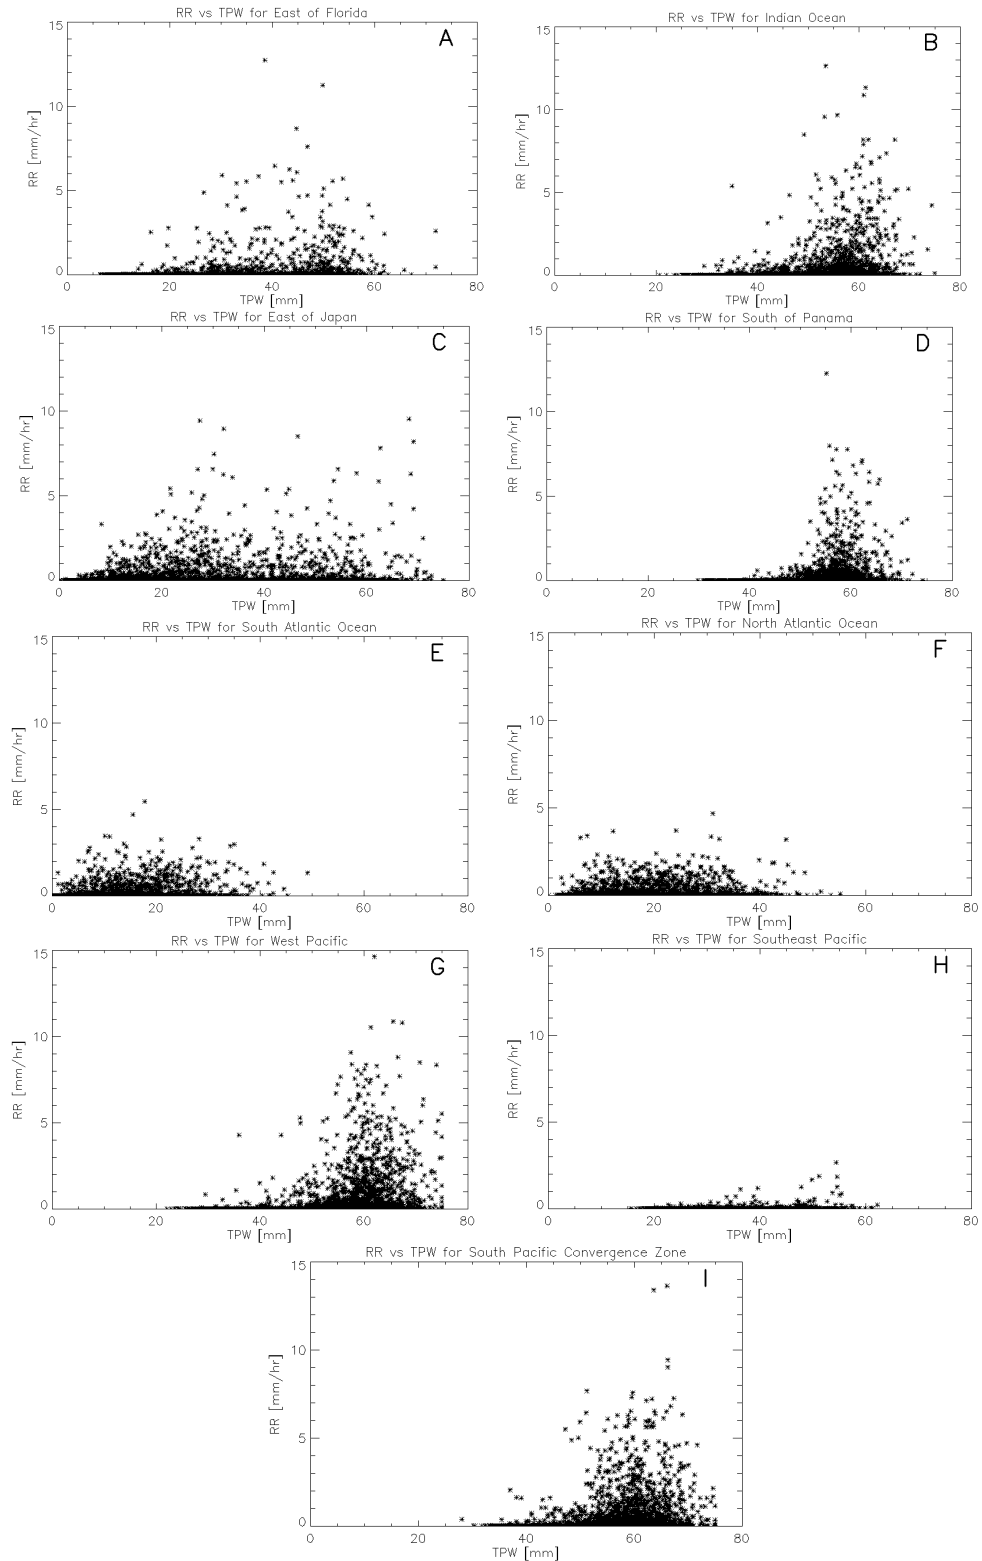 RR vs TPW for East of Florida
A
15
10
5
0
RR [mm/hr]
0 20 40 60 80
TPW [mm]
RR vs TPW for Indian Ocean
B
15
10
5
0
RR [mm/hr]
0 20 40 60 80
TPW [mm]
RR vs TPW for East of Japan
C
15
10
5
0
RR [mm/hr]
0 20 40 60 80
TPW [mm]
RR vs TPW for South of Panama
D
15
10
5
0
RR [mm/hr]
0 20 40 60 80
TPW [mm]
RR vs TPW for South Atlantic Ocean
E
15
10
5
0
RR [mm/hr]
0 20 40 60 80
TPW [mm]
RR vs TPW for North Atlantic Ocean
F
15
10
5
0
RR [mm/hr]
0 20 40 60 80
TPW [mm]
RR vs TPW for West Pacific
G
15
10
5
0
RR [mm/hr]
0 20 40 60 80
TPW [mm]
RR vs TPW for Southeast Pacific
H
15
10
5
0
RR [mm/hr]
0 20 40 60 80
TPW [mm]
RR vs TPW for South Pacific Convergence Zone
I
15
10
5
0
RR [mm/hr]
0 20 40 60 80
TPW [mm]